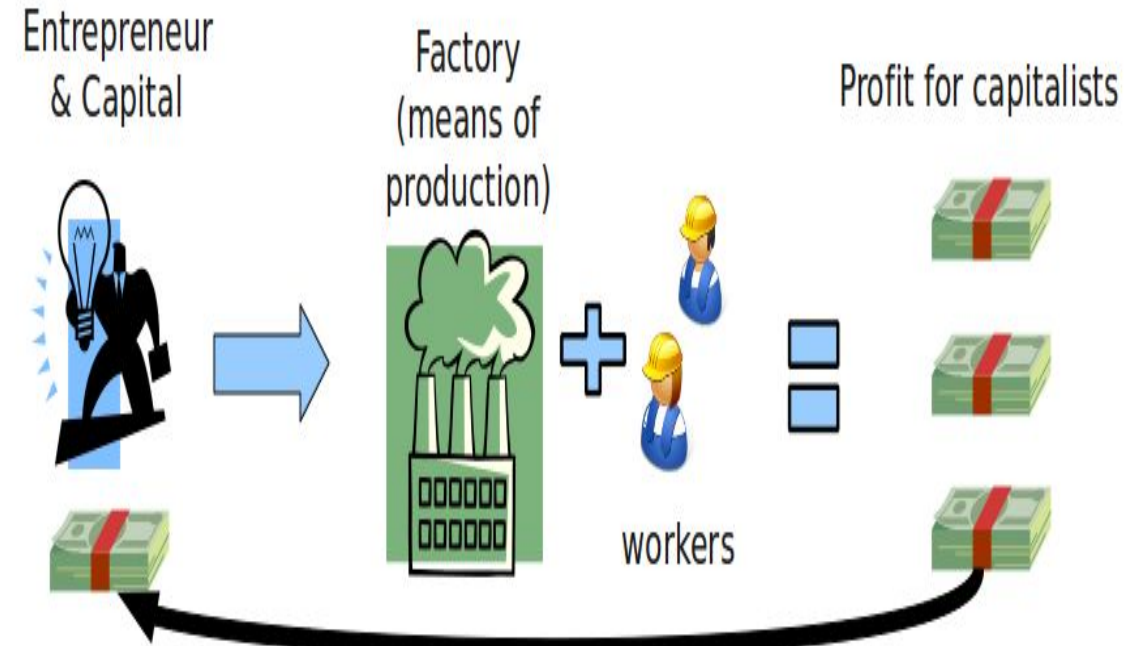 Entrepreneur
& Capital
Factory
(means of
production)
Profit for capitalists
workers